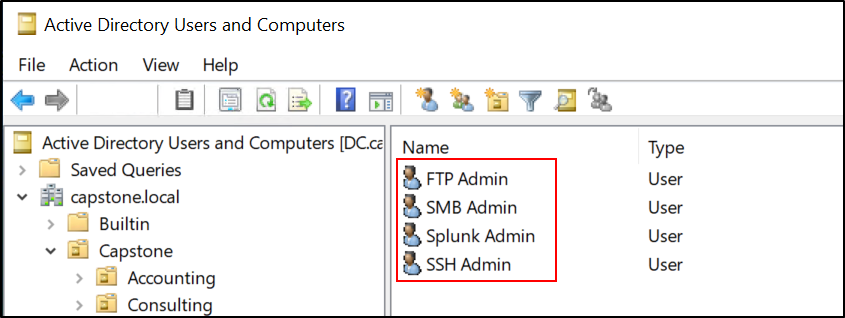 Active Directory Users and Computers
File Action View Help
Active Directory Users and Computers [DC.ca
Saved Queries
capstone.local
Builtin
Capstone
Accounting
Consulting
Name Type
FTP Admin User
SMB Admin User
Splunk Admin User
SSH Admin User